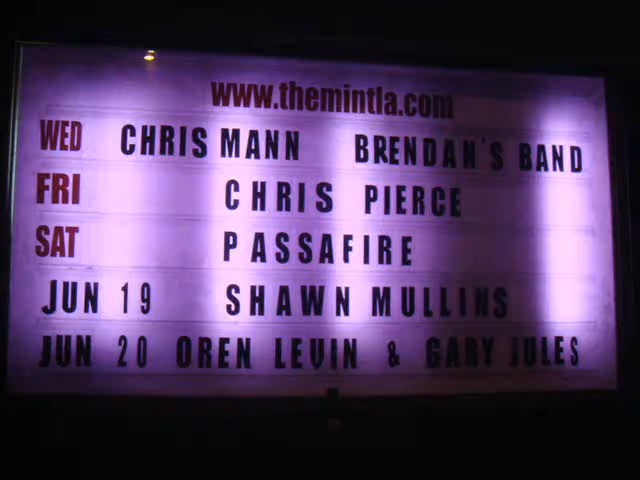 www.themintla.com
WED CHRIS MANN BRENDAN'S BAND
FRI CHRIS PIERCE
SAT PASSAFIRE
JUN 19 SHAWN MULLINS
JUN 20 OREN LEVIN & GARY JULES